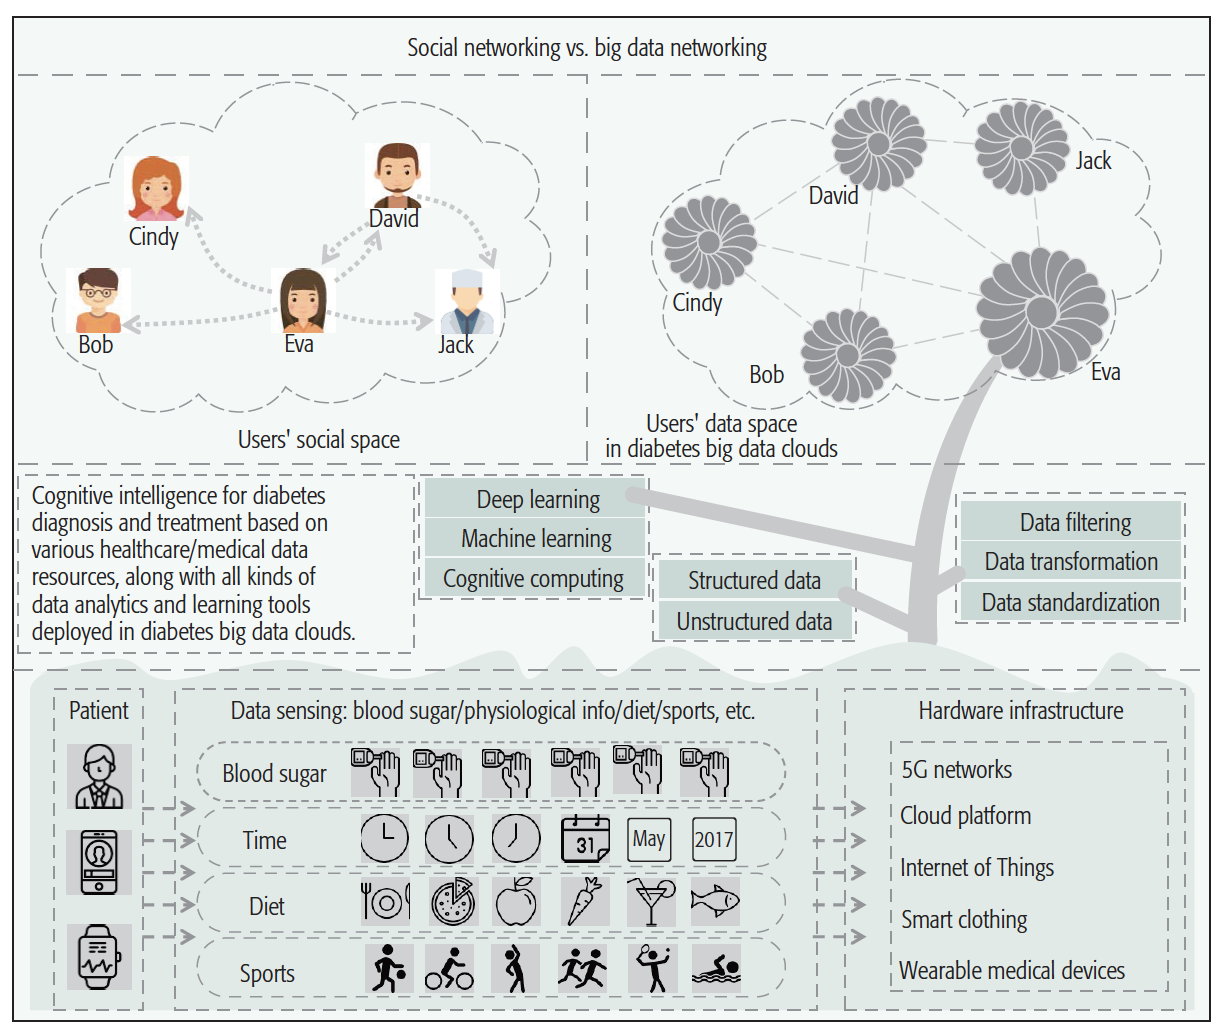 Social networking vs. big data networking
Cindy
David
Bob
Eva
Jack
Users' social space
David
Jack
Cindy
Bob
Eva
Users' data space
in diabetes big data clouds
Cognitive intelligence for diabetes
diagnosis and treatment based on
various healthcare/medical data
resources, along with all kinds of
data analytics and learning tools
deployed in diabetes big data clouds.
Deep learning
Machine learning
Cognitive computing
Structured data
Unstructured data
Data filtering
Data transformation
Data standardization
Patient
Data sensing: blood sugar/physiological info/diet/sports, etc.
Blood sugar
Time
31
May
2017
Diet
Sports
Hardware infrastructure
5G networks
Cloud platform
Internet of Things
Smart clothing
Wearable medical devices